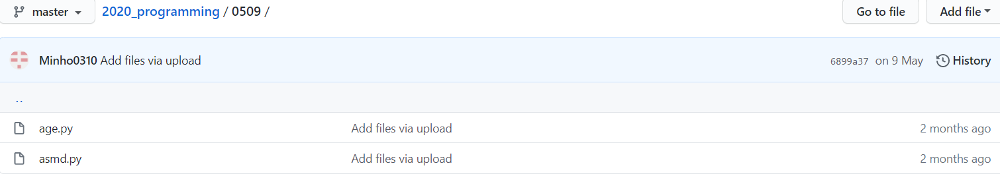 master 2020_programming / 0509 / Go to file Add file
Minho0310 Add files via upload 6899a37 on 9 May History
..
age.py Add files via upload 2 months ago
asmd.py Add files via upload 2 months ago